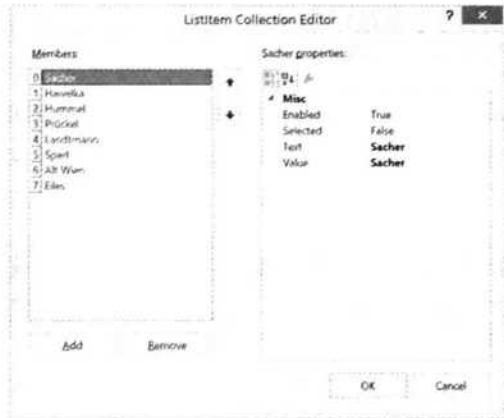 ListItem Collection Editor
?
Members:
0 Sacher
1 Hawelka
2 Hummel
3 Prückel
4 Landtmann
5 Sperl
6 Alt Wien
7 Eiles
Add
Remove
Sacher properties:
Misc
Enabled True
Selected False
Text Sacher
Value Sacher
OK
Cancel